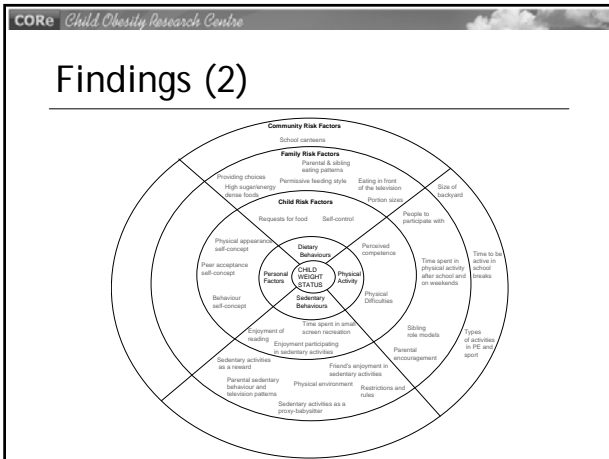 CORe Child Obesity Research Centre
Findings (2)
Community Risk Factors
School canteens
Family Risk Factors
Parental & sibling
eating patterns
Providing choices
Permissive feeding style
High sugar/energy
dense foods
Eating in front
of the television
Portion sizes
Child Risk Factors
Requests for food
Self-control
Dietary
Behaviours
Size of
backyard
People to
participate with
Perceived
competence
Physical
Activity
Time spent in
physical activity
after school and
on weekends
Time to be
active in
school
breaks
Physical
Difficulties
Sibling
role models
Parental
encouragement
Types
of activities
in PE and
sport
Physical appearance
self-concept
Peer acceptance
self-concept
Behaviour
self-concept
Personal
Factors
CHILD
WEIGHT
STATUS
Sedentary
Behaviours
Time spent in small
screen recreation
Enjoyment of
reading
Enjoyment participating
in sedentary activities
Sedentary activities
as a reward
Friend's enjoyment in
sedentary activities
Parental sedentary
behaviour and
television patterns
Physical environment
Restrictions and
rules
Sedentary activities as a
proxy-babysitter